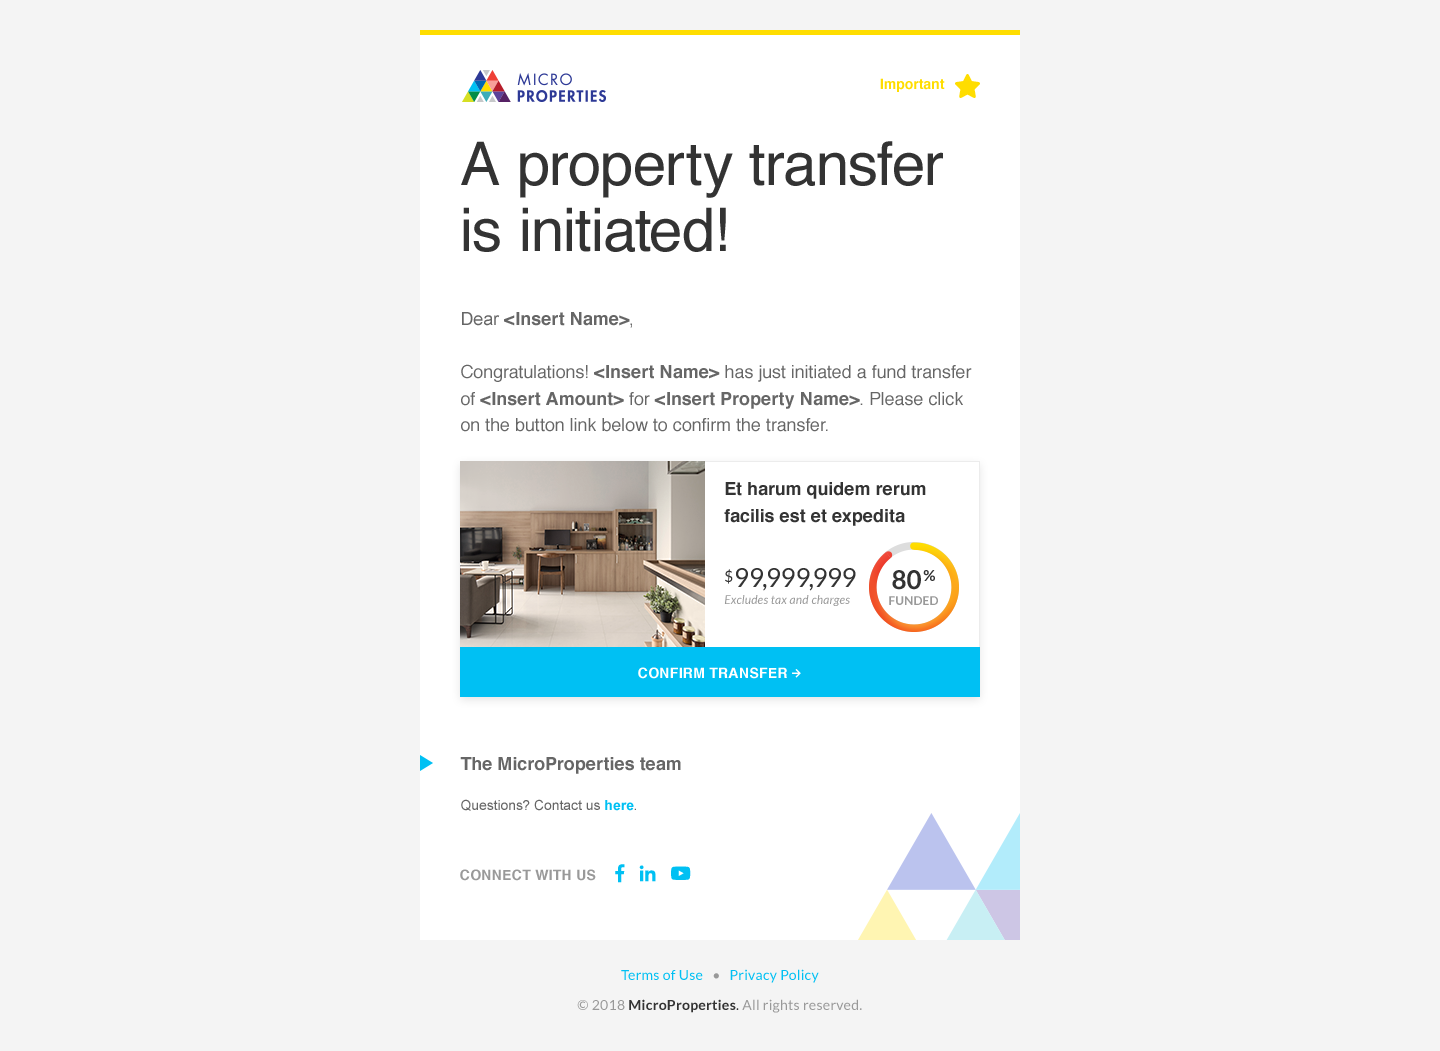 MICRO
PROPERTIES
Important
A property transfer
is initiated!
Dear <Insert Name>,
Congratulations! <Insert Name> has just initiated a fund transfer
of <Insert Amount> for <Insert Property Name>. Please click
on the button link below to confirm the transfer.
Et harum quidem rerum
facilis est et expedita
$99,999,999
Excludes tax and charges
80%
FUNDED
CONFIRM TRANSFER →
The MicroProperties team
Questions? Contact us here.
CONNECT WITH US
Terms of Use • Privacy Policy
© 2018 MicroProperties. All rights reserved.